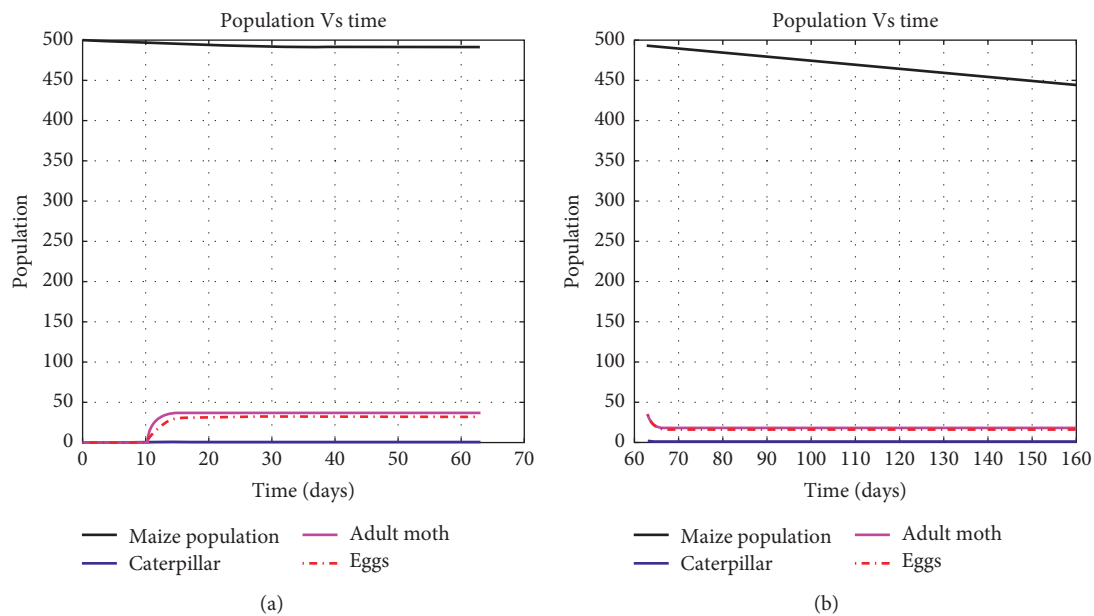 Population Vs time
500
450
400
350
300
250
200
150
100
50
0
Population
0 10 20 30 40 50 60 70
Time (days)
Maize population
Caterpillar
Adult moth
Eggs
(a)
Population Vs time
500
450
400
350
300
250
200
150
100
50
0
Population
60 70 80 90 100 110 120 130 140 150 160
Time (days)
Maize population
Caterpillar
Adult moth
Eggs
(b)